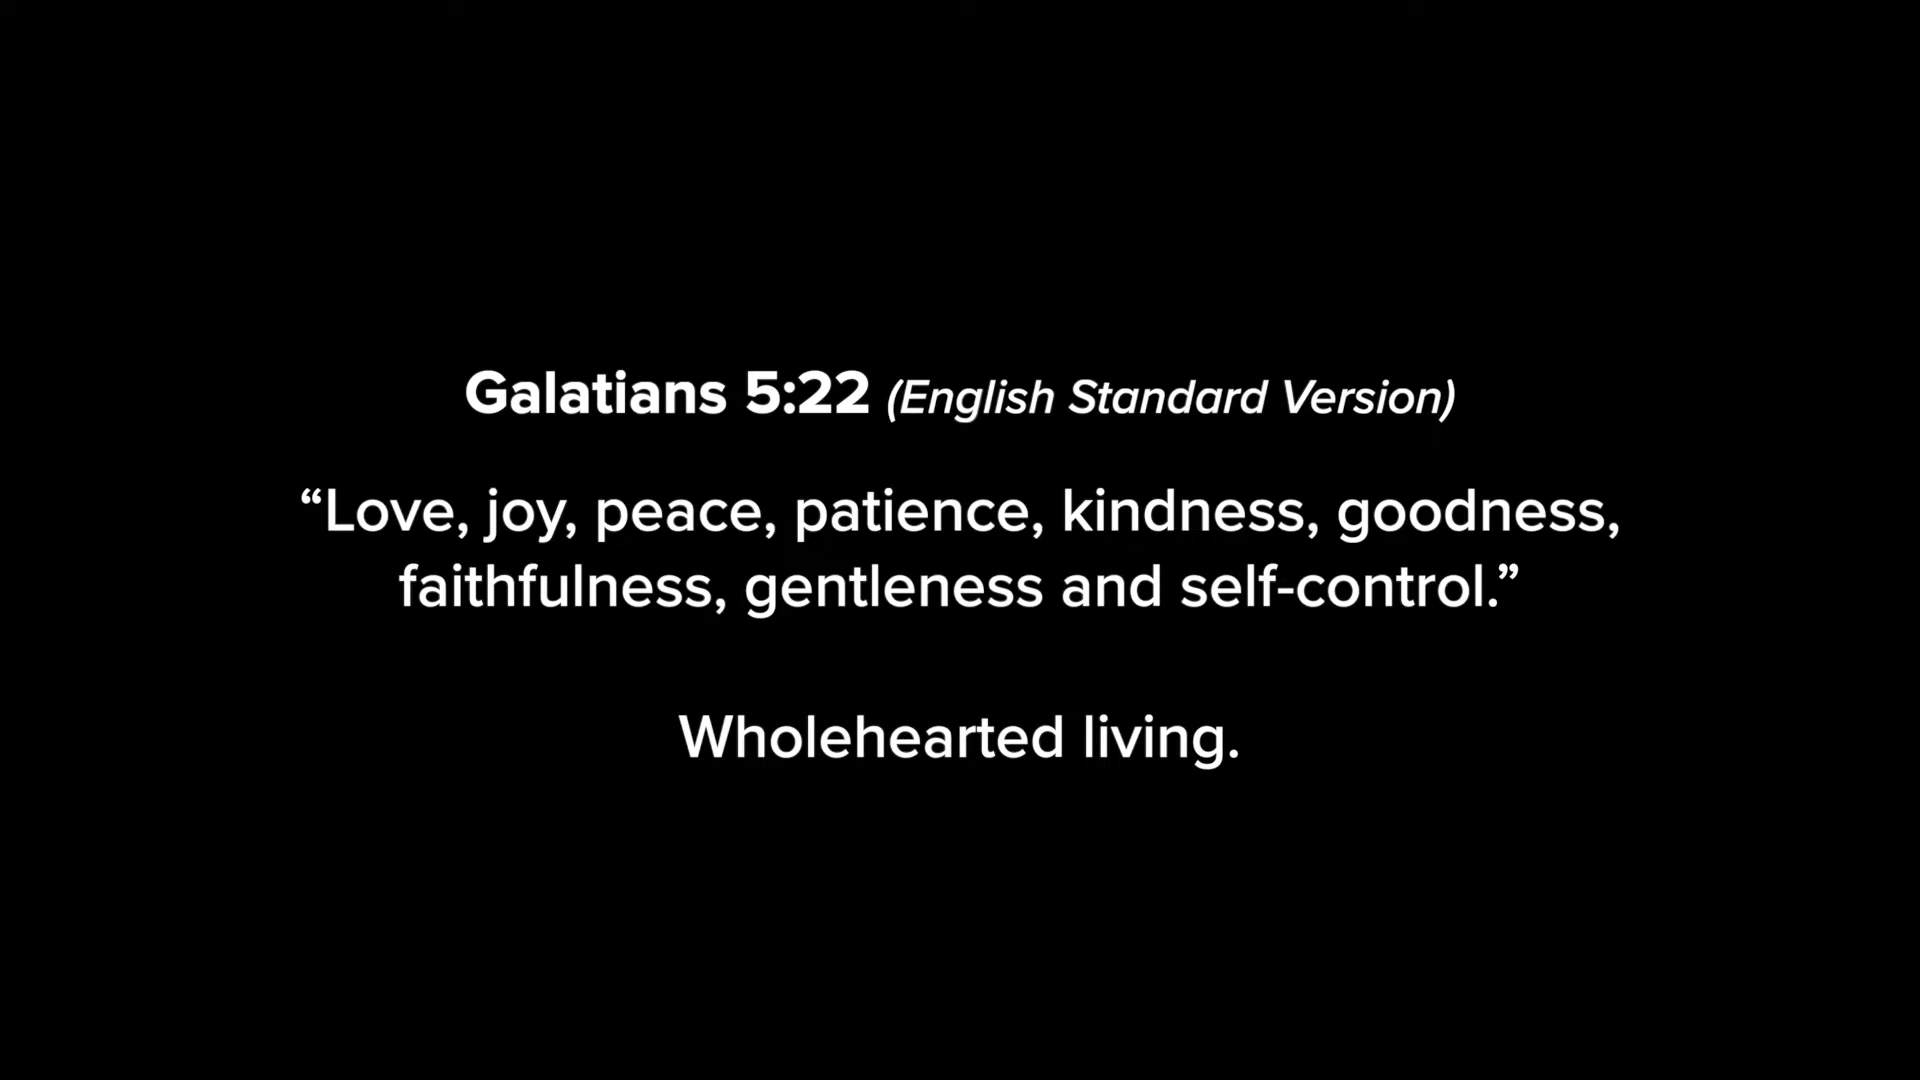 Galatians 5:22 (English Standard Version)
“Love, joy, peace, patience, kindness, goodness,
faithfulness, gentleness and self-control.”
Wholehearted living.